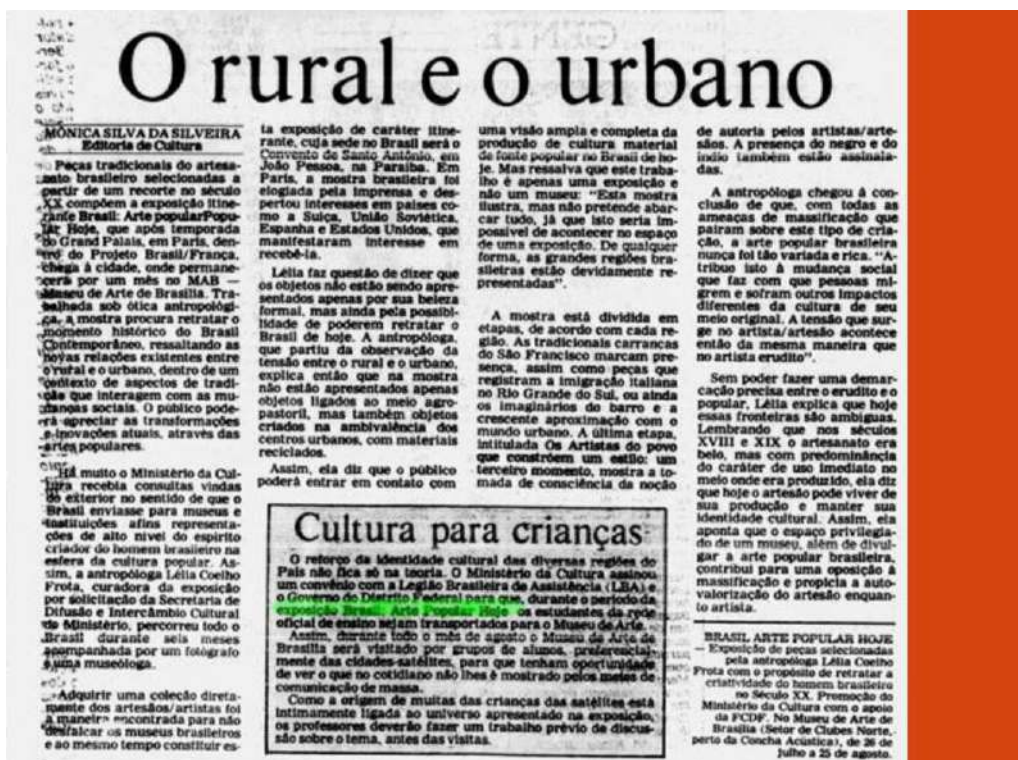 O rural e o urbano
MÔNICA SILVA DA SILVEIRA
Editoria de Cultura
Peças tradicionais do artesa-
nato brasileiro selecionadas a
partir de um recorte no século
XX compõem a exposição itine-
rante Brasil: Arte popularPopu-
lar Hoje, que após temporada
no Grand Palais, em Paris, den-
tro do Projeto Brasil/França,
chega à cidade, onde permane-
cerá por um mês no MAB —
Museu de Arte de Brasília. Tra-
balhada sob ótica antropológi-
ca, a mostra procura retratar o
momento histórico do Brasil
Contemporâneo, ressaltando as
novas relações existentes entre
o rural e o urbano, dentro de um
contexto de aspectos de tradi-
ção que interagem com as mu-
danças sociais. O público pode-
rá apreciar as transformações
e inovações atuais, através das
artes populares.
Há muito o Ministério da Cul-
tura recebia consultas vindas
do exterior no sentido de que o
Brasil enviasse para museus e
instituições afins representa-
ções de alto nível do espírito
criador do homem brasileiro na
esfera da cultura popular. As-
sim, a antropóloga Lélia Coelho
Frota, curadora da exposição
por solicitação da Secretaria de
Difusão e Intercâmbio Cultural
do Ministério, percorreu todo o
Brasil durante seis meses
acompanhada por um fotógrafo
e uma museóloga.
Adquirir uma coleção direta-
mente dos artesãos/artistas foi
a maneira encontrada para não
desfalcar os museus brasileiros
e ao mesmo tempo constituir es-
ta exposição de caráter itine-
rante, cuja sede no Brasil será o
Convento de Santo Antônio, em
João Pessoa, na Paraíba. Em
Paris, a mostra brasileira foi
elogiada pela imprensa e des-
pertou interesses em países co-
mo a Suíça, União Soviética,
Espanha e Estados Unidos, que
manifestaram interesse em
recebê-la.
Lélia faz questão de dizer que
os objetos não estão sendo apre-
sentados apenas por sua beleza
formal, mas ainda pela possibi-
lidade de poderem retratar o
Brasil de hoje. A antropóloga,
que partiu da observação da
tensão entre o rural e o urbano,
explica então que na mostra
não estão apresentados apenas
objetos ligados ao meio agro-
pastoril, mas também objetos
criados na ambivalência dos
centros urbanos, com materiais
reciclados.
Assim, ela diz que o público
poderá entrar em contato com
uma visão ampla e completa da
produção de cultura material
de fonte popular no Brasil de ho-
je. Mas ressalva que este traba-
lho é apenas uma exposição e
não um museu: “Esta mostra
ilustra, mas não pretende abar-
car tudo, já que isto seria im-
possível de acontecer no espaço
de uma exposição. De qualquer
forma, as grandes regiões bra-
sileiras estão devidamente re-
presentadas”.
A mostra está dividida em
etapas, de acordo com cada re-
gião. As tradicionais carrancas
do São Francisco marcam pre-
sença, assim como peças que
registram a imigração italiana
no Rio Grande do Sul, ou ainda
os imaginários do barro e a
crescente aproximação com o
mundo urbano. A última etapa,
intitulada Os Artistas do povo
que constróem um estilo: um
terceiro momento, mostra a to-
mada de consciência da noção
de autoria pelos artistas/arte-
sãos. A presença do negro e do
índio também estão assinala-
das.
A antropóloga chegou à con-
clusão de que, com todas as
ameaças de massificação que
pairam sobre este tipo de cria-
ção, a arte popular brasileira
nunca foi tão variada e rica. “A-
tribuo isto à mudança social
que faz com que pessoas mi-
grem e sofram outros impactos
diferentes da cultura de seu
meio original. A tensão que sur-
ge no artista/artesão acontece
então da mesma maneira que
no artista erudito”.
Sem poder fazer uma demar-
cação precisa entre o erudito e o
popular, Lélia explica que hoje
essas fronteiras são ambíguas.
Lembrando que nos séculos
XVIII e XIX o artesanato era
belo, mas com predominância
do caráter de uso imediato no
meio onde era produzido, ela diz
que hoje o artesão pode viver de
sua produção e manter sua
identidade cultural. Assim, ela
aponta que o espaço privilegia-
do de um museu, além de divul-
gar a arte popular brasileira,
contribui para uma oposição à
massificação e propicia a auto-
valorização do artesão enquan-
to artista.
Cultura para crianças
O reforço da identidade cultural das diversas regiões do
País não fica só na teoria. O Ministério da Cultura assinou
um convênio com a Legião Brasileira de Assistência (LBA) e
o Governo do Distrito Federal para que, durante o período da
exposição Brasil: Arte Popular Hoje os estudantes da rede
oficial de ensino sejam transportados para o Museu de Arte.
Assim, durante todo o mês de agosto o Museu de Arte de
Brasília será visitado por grupos de alunos, preferencial-
mente das cidades-satélites, para que tenham oportunidade
de ver o que no cotidiano não lhes é mostrado pelos meios de
comunicação de massa.
Como a origem de muitas das crianças das satélites está
intimamente ligada ao universo apresentado na exposição,
os professores deverão fazer um trabalho prévio de discus-
são sobre o tema, antes das visitas.
BRASIL ARTE POPULAR HOJE
— Exposição de peças selecionadas
pela antropóloga Lélia Coelho
Frota com o propósito de retratar a
criatividade do homem brasileiro
no Século XX. Promoção do
Ministério da Cultura com o apoio
da FCDF. No Museu de Arte de
Brasília (Setor de Clubes Norte,
perto da Concha Acústica), de 26 de
julho a 25 de agosto.